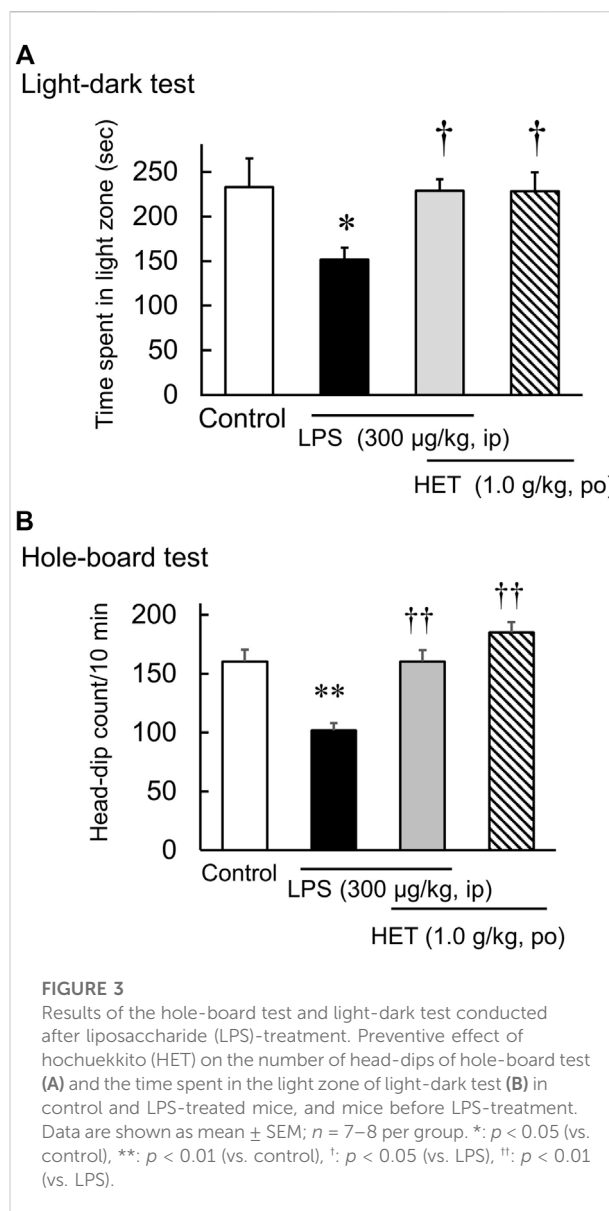 A
Light-dark test
† †
Time spent in light zone (sec)
250
200
*
150
100
50
0
Control
LPS (300 µg/kg, ip)
HET (1.0 g/kg, po)
B
Hole-board test
††
††
Head-dip count/10 min
200
150
**
100
50
0
Control
LPS (300 µg/kg, ip)
HET (1.0 g/kg, po)
FIGURE 3
Results of the hole-board test and light-dark test conducted
after liposaccharide (LPS)-treatment. Preventive effect of
hochuekkito (HET) on the number of head-dips of hole-board test
(A) and the time spent in the light zone of light-dark test (B) in
control and LPS-treated mice, and mice before LPS-treatment.
Data are shown as mean ± SEM; n = 7–8 per group. *: p < 0.05 (vs.
control), **: p < 0.01 (vs. control), †: p < 0.05 (vs. LPS), ††: p < 0.01
(vs. LPS).